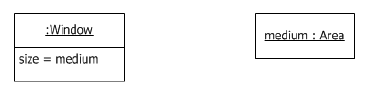 :Window
size = medium
medium : Area